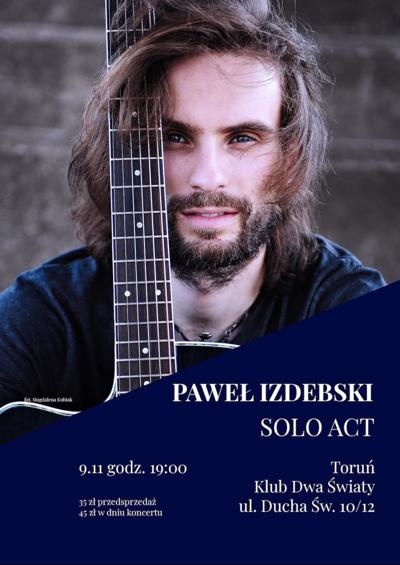 fot. Magdalena Kubiak
PAWEŁ IZDEBSKI
SOLO ACT
9.11 godz. 19:00
35 zł przedsprzedaż
45 zł w dniu koncertu
Toruń
Klub Dwa Światy
ul. Ducha Św. 10/12